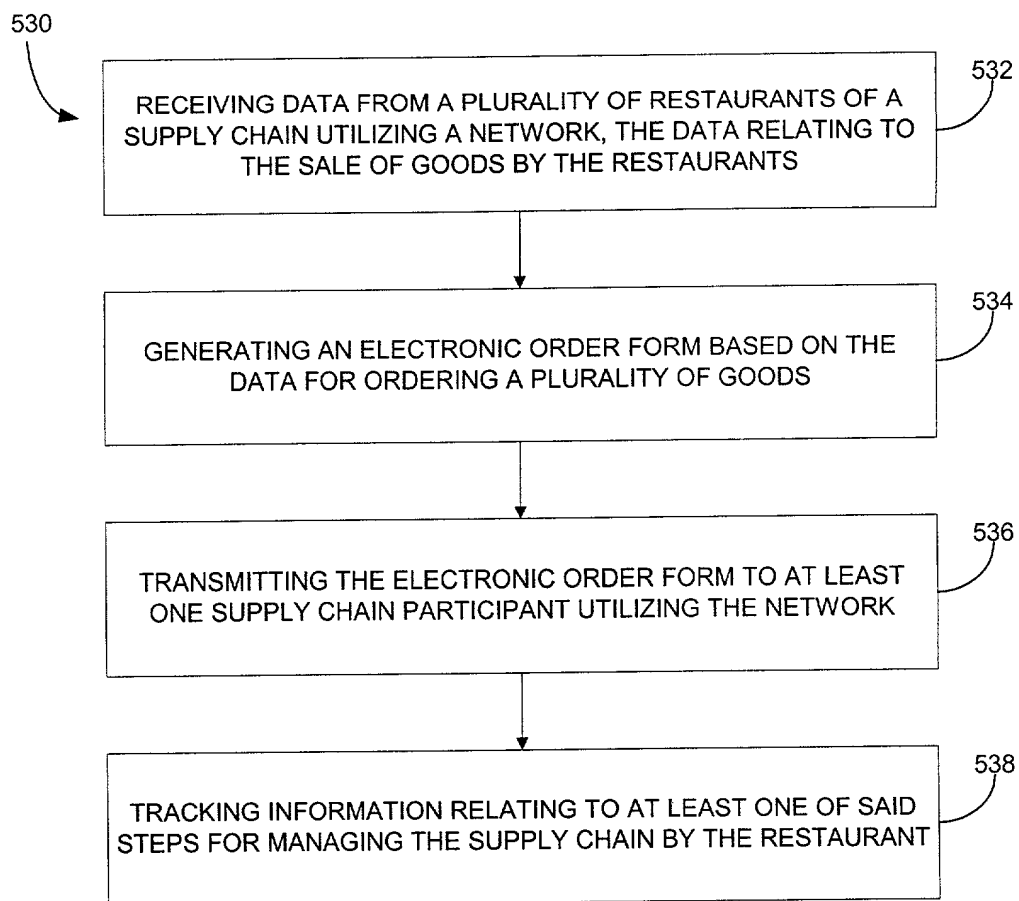 530
RECEIVING DATA FROM A PLURALITY OF RESTAURANTS OF A
SUPPLY CHAIN UTILIZING A NETWORK, THE DATA RELATING TO
THE SALE OF GOODS BY THE RESTAURANTS
532
GENERATING AN ELECTRONIC ORDER FORM BASED ON THE
DATA FOR ORDERING A PLURALITY OF GOODS
534
TRANSMITTING THE ELECTRONIC ORDER FORM TO AT LEAST
ONE SUPPLY CHAIN PARTICIPANT UTILIZING THE NETWORK
536
TRACKING INFORMATION RELATING TO AT LEAST ONE OF SAID
STEPS FOR MANAGING THE SUPPLY CHAIN BY THE RESTAURANT
538